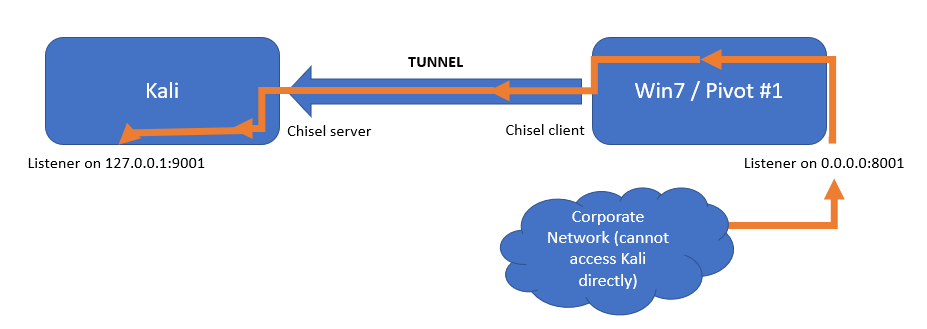 TUNNEL
Kali
Win7 / Pivot #1
Chisel server
Chisel client
Listener on 127.0.0.1:9001
Listener on 0.0.0.0:8001
Corporate
Network (cannot
access Kali
directly)